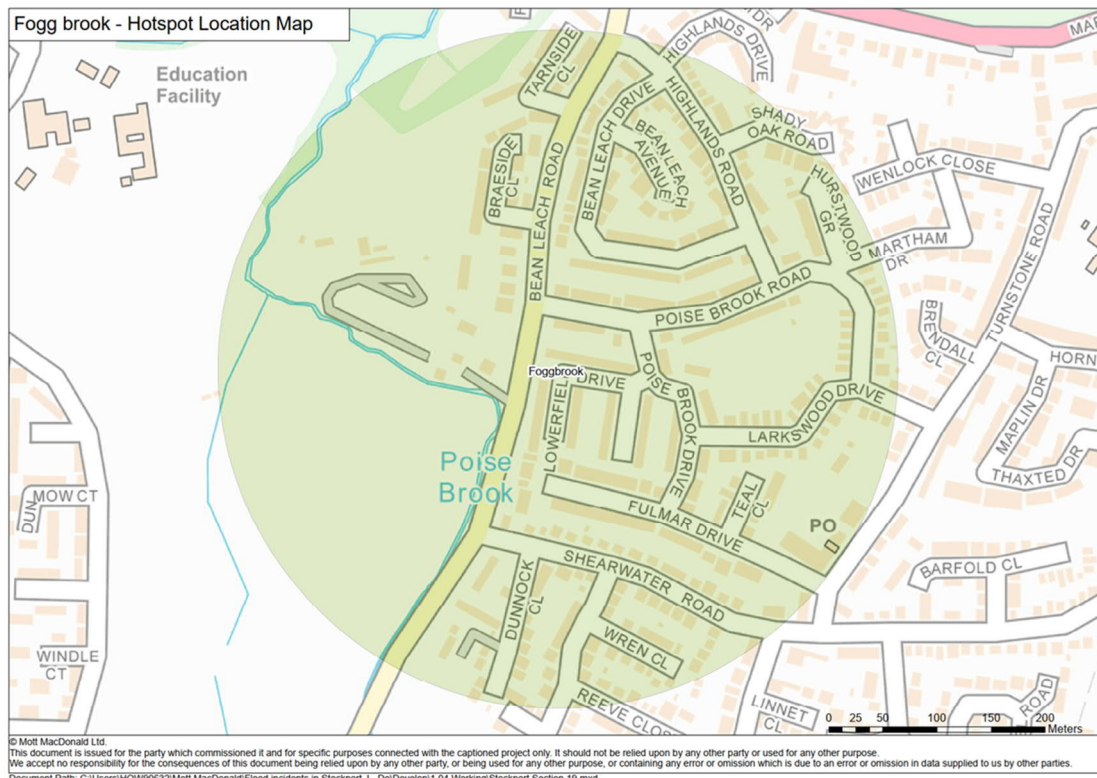 Fogg brook - Hotspot Location Map
Education
Facility
TARNSIDE
CL
HIGHLANDS DRIVE
BEAN LEACH DRIVE
HIGHLANDS ROAD
SHADY
OAK ROAD
BEAN LEACH
AVENUE
BRAESIDE
CL
BEAN LEACH ROAD
WENLOCK CLOSE
HURSTWOOD
GR
MARTHAM
DR
TURNSTONE ROAD
POISE BROOK ROAD
BRENDALL
CL
HORN
MAPLIN DR
THAXTED DR
Foggbrook
LOWERFIELD DRIVE
POISE BROOK DRIVE
LARKSWOOD DRIVE
Poise
Brook
DUN
MOW CT
TEAL
CL
FULMAR DRIVE
PO
SHEARWATER ROAD
BARFOLD CL
DUNNOCK
CL
WREN CL
WINDLE
CT
REEVE CLOSE
LINNET
CL
ROAD
0 25 50 100 150 200
Meters
© Mott MacDonald Ltd.
This document is issued for the party which commissioned it and for specific purposes connected with the captioned project only. It should not be relied upon by any other party or used for any other purpose.
We accept no responsibility for the consequences of this document being relied upon by any other party, or being used for any other purpose, or containing any error or omission which is due to an error or omission in data supplied to us by other parties.